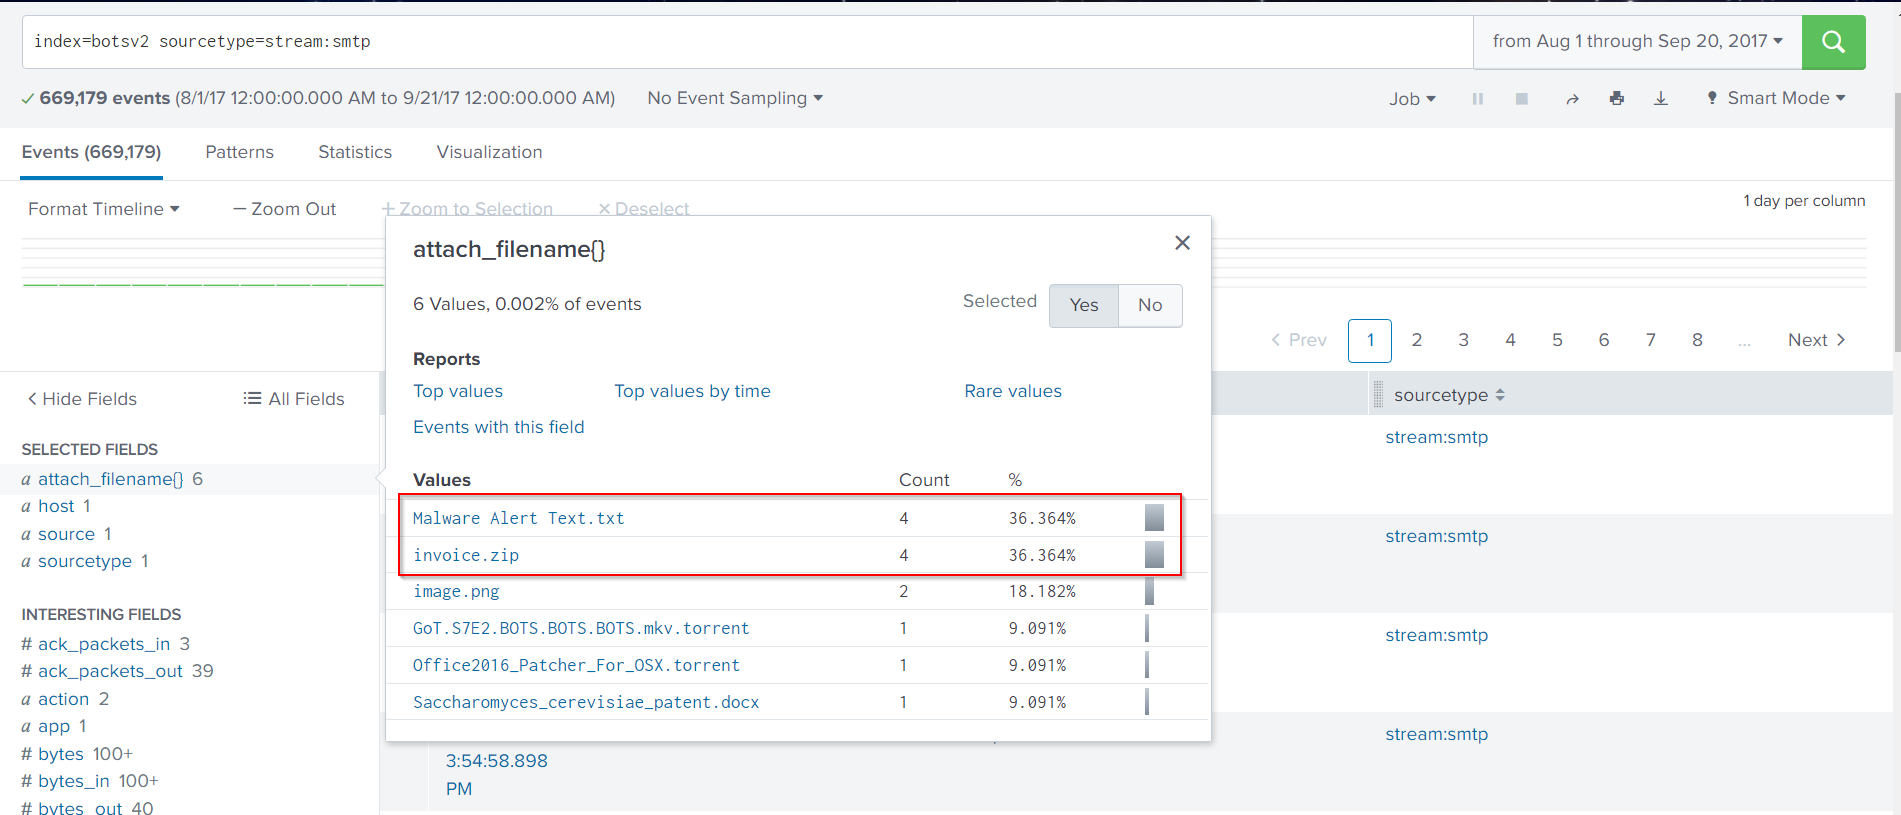 index=botsv2 sourcetype=stream:smtp
from Aug 1 through Sep 20, 2017
669,179 events (8/1/17 12:00:00.000 AM to 9/21/17 12:00:00.000 AM) No Event Sampling
Job Smart Mode
Events (669,179) Patterns Statistics Visualization
Format Timeline — Zoom Out + Zoom to Selection × Deselect
1 day per column
attach_filename{}
6 Values, 0.002% of events
Selected Yes No
Reports
Top values Top values by time Rare values
Events with this field
Values Count %
Malware Alert Text.txt 4 36.364%
invoice.zip 4 36.364%
image.png 2 18.182%
GoT.S7E2.BOTS.BOTS.BOTS.mkv.torrent 1 9.091%
Office2016_Patcher_For_OSX.torrent 1 9.091%
Saccharomyces_cerevisiae_patent.docx 1 9.091%
< Prev 1 2 3 4 5 6 7 8 ... Next >
< Hide Fields All Fields
SELECTED FIELDS
a attach_filename{} 6
a host 1
a source 1
a sourcetype 1
INTERESTING FIELDS
# ack_packets_in 3
# ack_packets_out 39
a action 2
a app 1
# bytes 100+
# bytes_in 100+
# bytes_out 40
sourcetype
stream:smtp
stream:smtp
stream:smtp
stream:smtp
3:54:58.898
PM